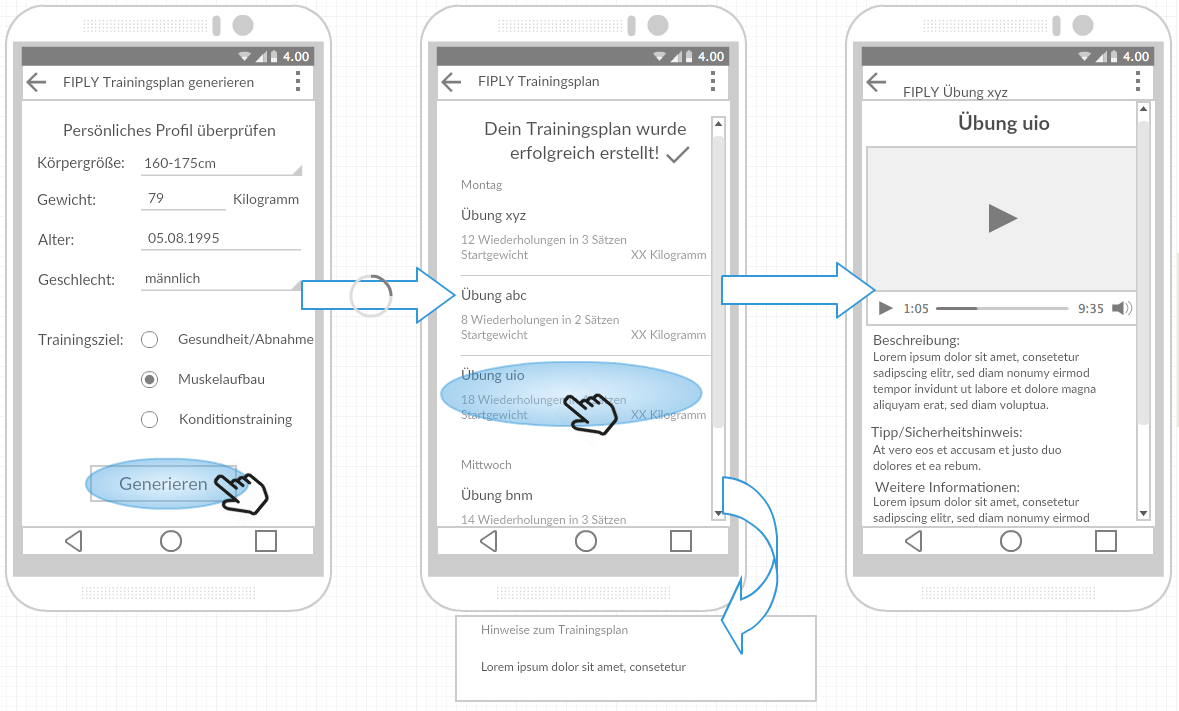 4.00
FIPLY Trainingsplan generieren
Persönliches Profil überprüfen
Körpergröße: 160-175cm
Gewicht: 79 Kilogramm
Alter: 05.08.1995
Geschlecht: männlich
Trainingsziel: Gesundheit/Abnahme
Muskelaufbau
Konditionstraining
Generieren
4.00
FIPLY Trainingsplan
Dein Trainingsplan wurde
erfolgreich erstellt!
Montag
Übung xyz
12 Wiederholungen in 3 Sätzen
Startgewicht XX Kilogramm
Übung abc
8 Wiederholungen in 2 Sätzen
Startgewicht XX Kilogramm
Übung uio
18 Wiederholungen in 2 Sätzen
Startgewicht XX Kilogramm
Mittwoch
Übung bnm
14 Wiederholungen in 3 Sätzen
Hinweise zum Trainingsplan
Lorem ipsum dolor sit amet, consetetur
4.00
FIPLY Übung xyz
Übung uio
1:05 9:35
Beschreibung:
Lorem ipsum dolor sit amet, consetetur
sadipscing elitr, sed diam nonumy eirmod
tempor invidunt ut labore et dolore magna
aliquyam erat, sed diam voluptua.
Tipp/Sicherheitshinweis:
At vero eos et accusam et justo duo
dolores et ea rebum.
Weitere Informationen:
Lorem ipsum dolor sit amet, consetetur
sadipscing elitr, sed diam nonumy eirmod